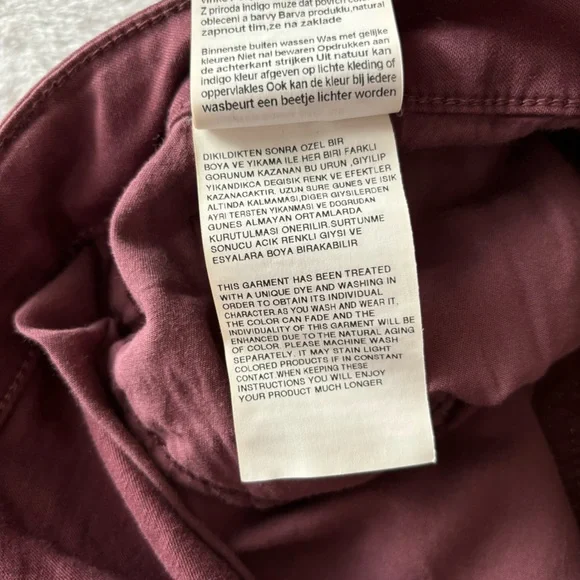 Z priroda indigo muze dat povich
obleceni a barvy Barva produklu,natural
zapnout tim,ze na zaklade
Binnenste buiten wassen Was met gelijke
kleuren Niet nal bewaren Opdrukken aan
de achterkant strijken Uit natuur kan
indigo kleur afgeven op lichte kleding of
oppervlakles Ook kan de kleur bij iedere
wasbeurt een beetje lichter worden
DIKILDIKTEN SONRA OZEL BIR
BOYA VE YIKAMA ILE HER BIRI FARKLI
GORUNUM KAZANAN BU URUN ,GIYILIP
YIKANDIKCA DEGISIK RENK VE EFEKTLER
KAZANACAKTIR. UZUN SURE GUNES VE ISIK
ALTINDA KALMAMASI,DIGER GIYSILERDEN
AYRI TERSTEN YIKANMASI VE DOGRUDAN
GUNES ALMAYAN ORTAMLARDA
KURUTULMASI ONERILIR.SURTUNME
SONUCU ACIK RENKLI GIYSI VE
ESYALARA BOYA BIRAKABILIR
THIS GARMENT HAS BEEN TREATED
WITH A UNIQUE DYE AND WASHING IN
ORDER TO OBTAIN ITS INDIVIDUAL
CHARACTER.AS YOU WASH AND WEAR IT,
THE COLOR CAN FADE AND THE
INDIVIDUALITY OF THIS GARMENT WILL BE
ENHANCED DUE TO THE NATURAL AGING
OF COLOR. PLEASE MACHINE WASH
SEPARATELY. IT MAY STAIN LIGHT
COLORED PRODUCTS IF IN CONSTANT
CONTACT WHEN KEEPING THESE
INSTRUCTIONS YOU WILL ENJOY
YOUR PRODUCT MUCH LONGER